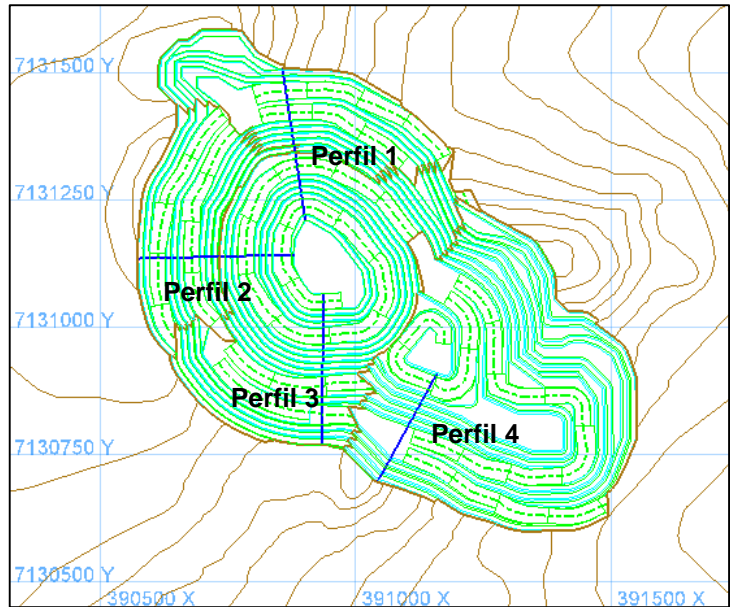 7131500 Y
Perfil 1
7131250 Y
Perfil 2
7131000 Y
Perfil 3
Perfil 4
7130750 Y
7130500 Y
390500 X
391000 X
391500 X